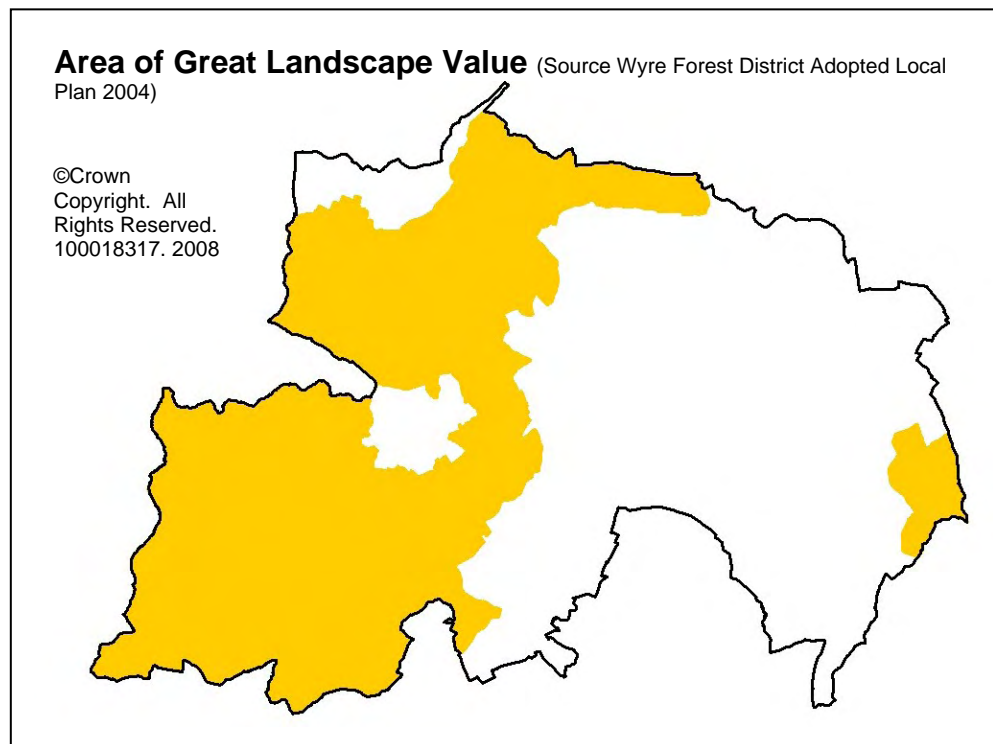 Area of Great Landscape Value (Source Wyre Forest District Adopted Local
Plan 2004)
©Crown
Copyright. All
Rights Reserved.
100018317. 2008